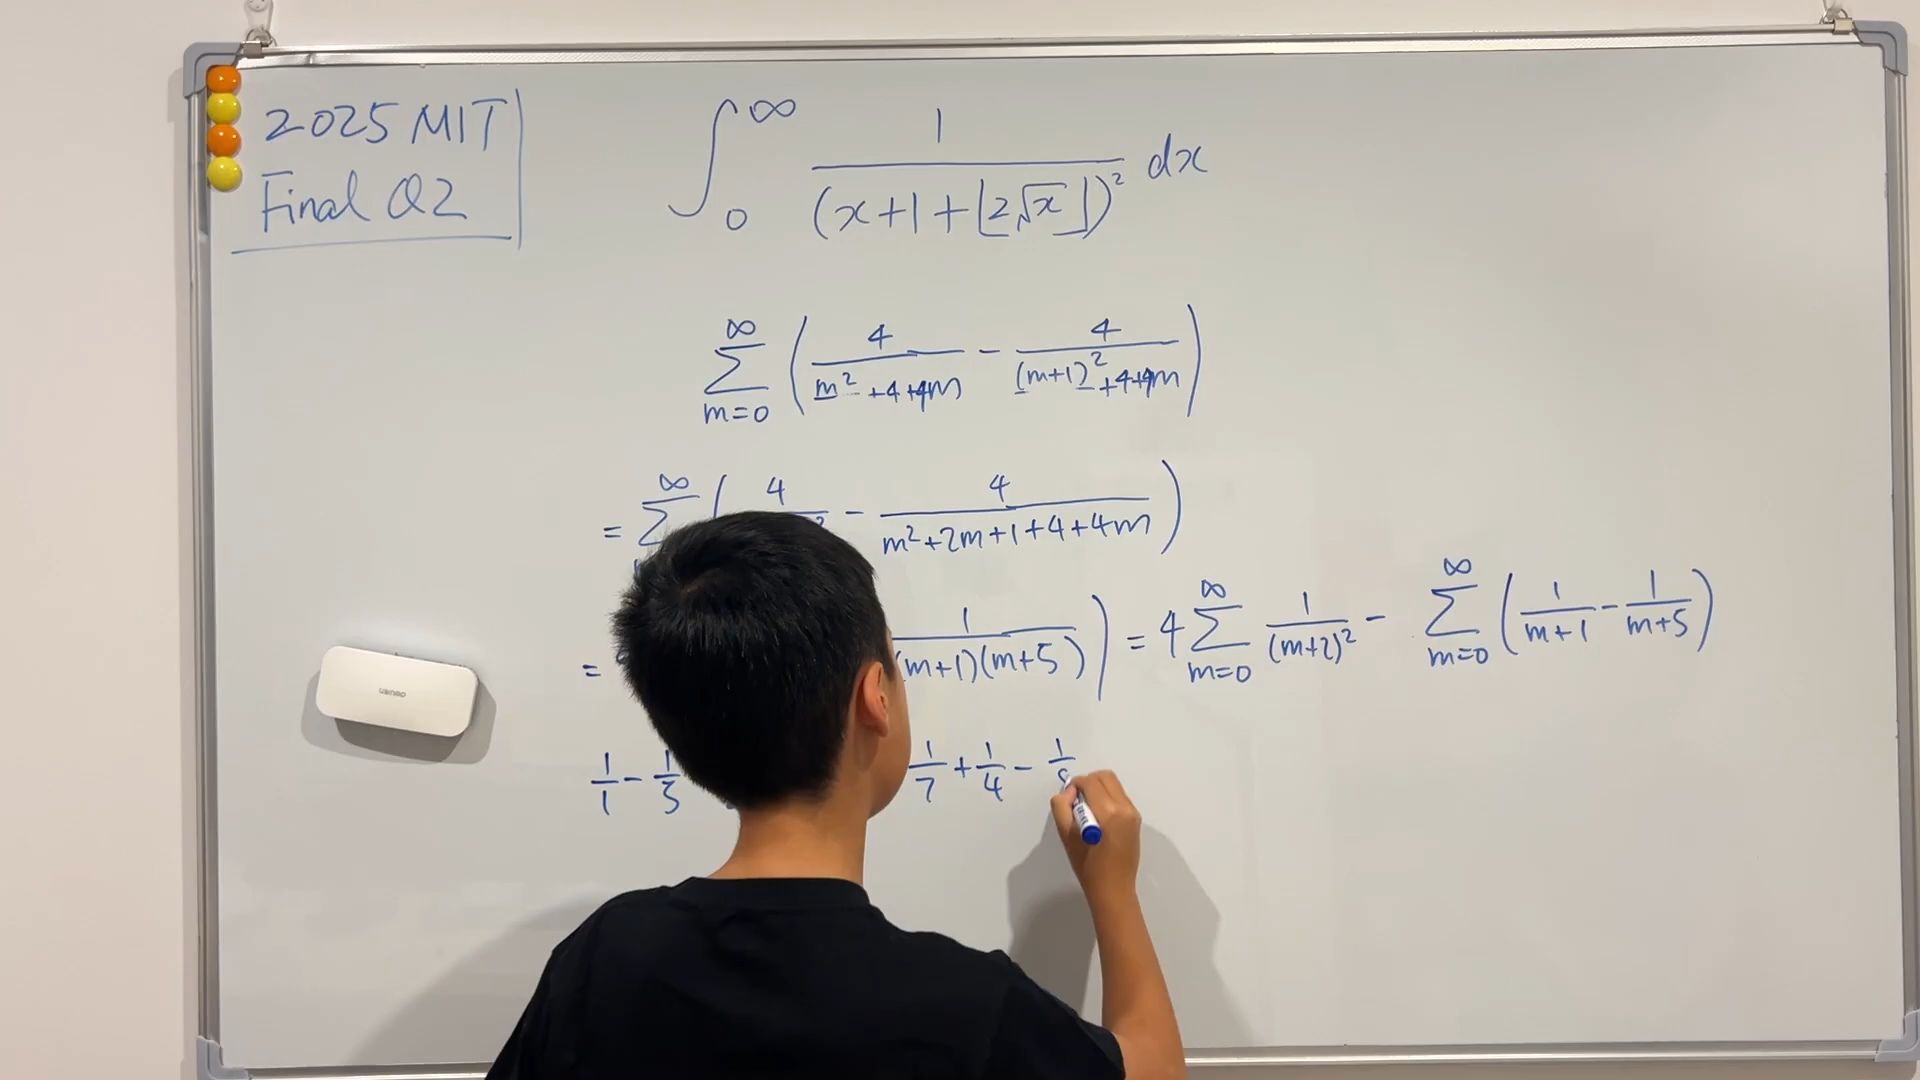 2025 MIT
Final Q2
∫_0^∞ 1/(x+1+⌊2√x⌋)² dx
∑_{m=0}^∞ (4/(m²+4+4m) − 4/((m+1)²+4+4m))
= ∑^∞ (4/ ² − 4/(m²+2m+1+4+4m))
= 1/((m+1)(m+5))) = 4∑_{m=0}^∞ 1/(m+2)² − ∑_{m=0}^∞ (1/(m+1) − 1/(m+5))
1/1 − 1/5 1/7 + 1/4 − 1/8